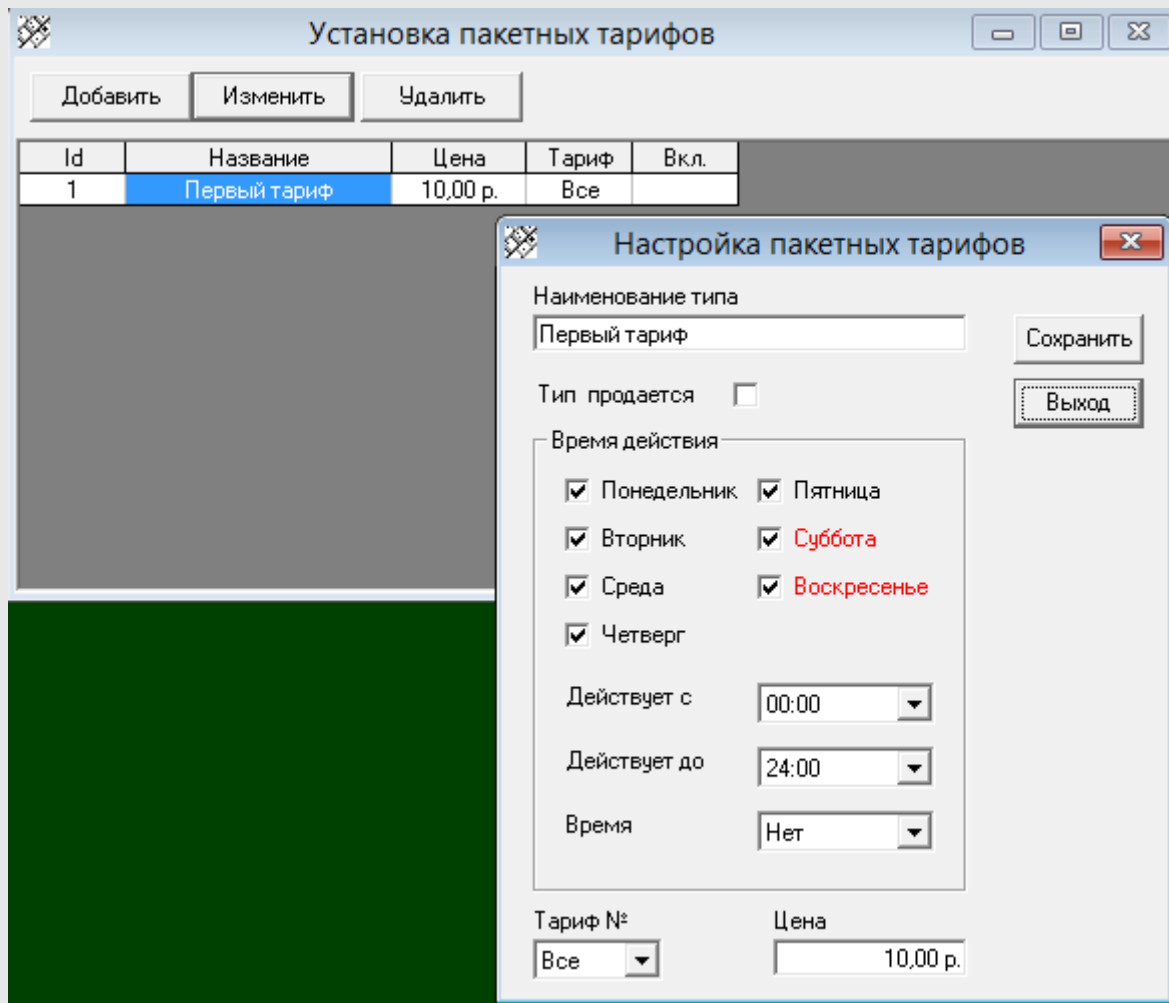 Установка пакетных тарифов
Добавить Изменить Удалить
Id Название Цена Тариф Вкл.
1 Первый тариф 10,00 р. Все
Настройка пакетных тарифов
Наименование типа
Первый тариф
Сохранить
Тип продается
Выход
Время действия
Понедельник Пятница
Вторник Суббота
Среда Воскресенье
Четверг
Действует с 00:00
Действует до 24:00
Время Нет
Тариф № Цена
Все 10,00 р.